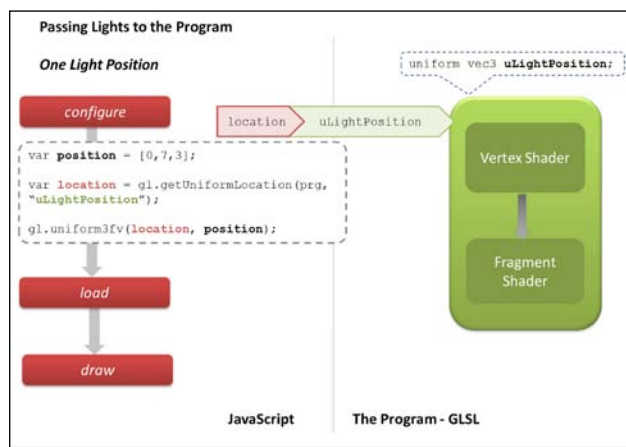 Passing Lights to the Program
One Light Position
uniform vec3 uLightPosition;
configure
location
uLightPosition
var position = [0,7,3];
var location = gl.getUniformLocation(prg,
“uLightPosition”);
gl.uniform3fv(location, position);
Vertex Shader
Fragment
Shader
load
draw
JavaScript
The Program - GLSL